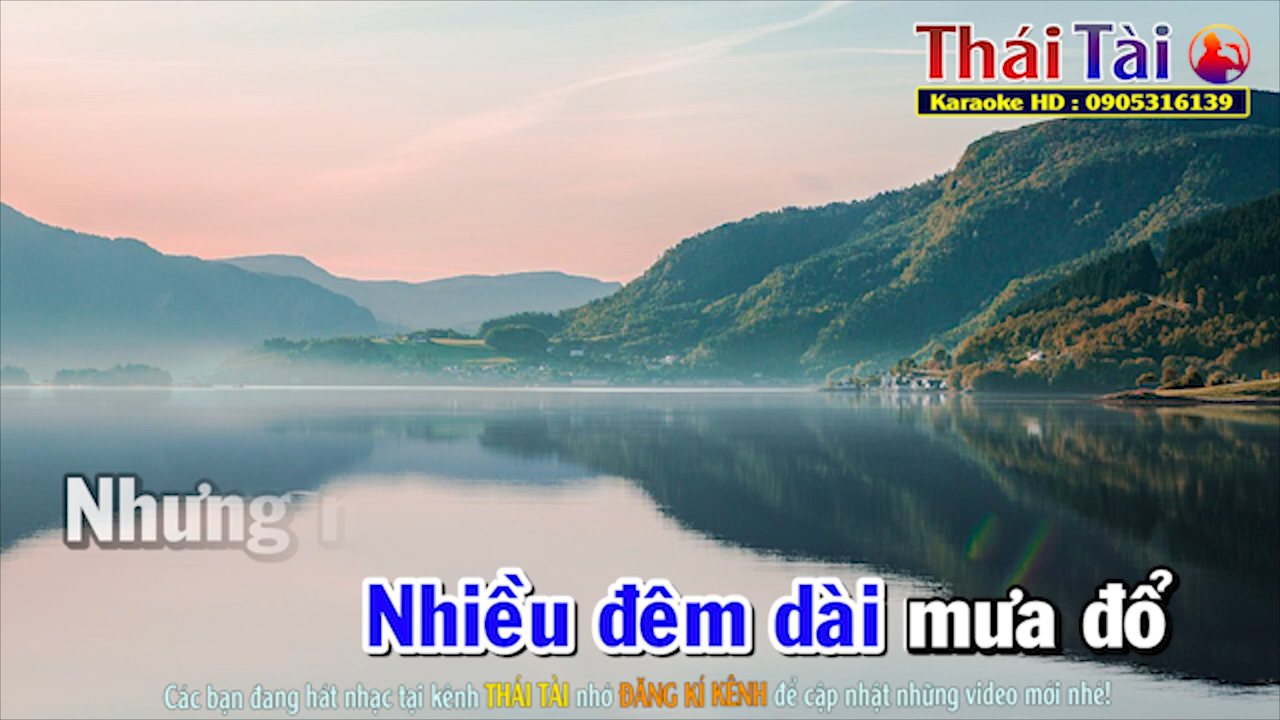 Thái Tài
Karaoke HD : 0905316139
Nhưng
Nhiều đêm dài mưa đổ
Các bạn đang hát nhạc tại kênh THÁI TÀI nhớ ĐĂNG KÍ KÊNH để cập nhật những video mới nhé!